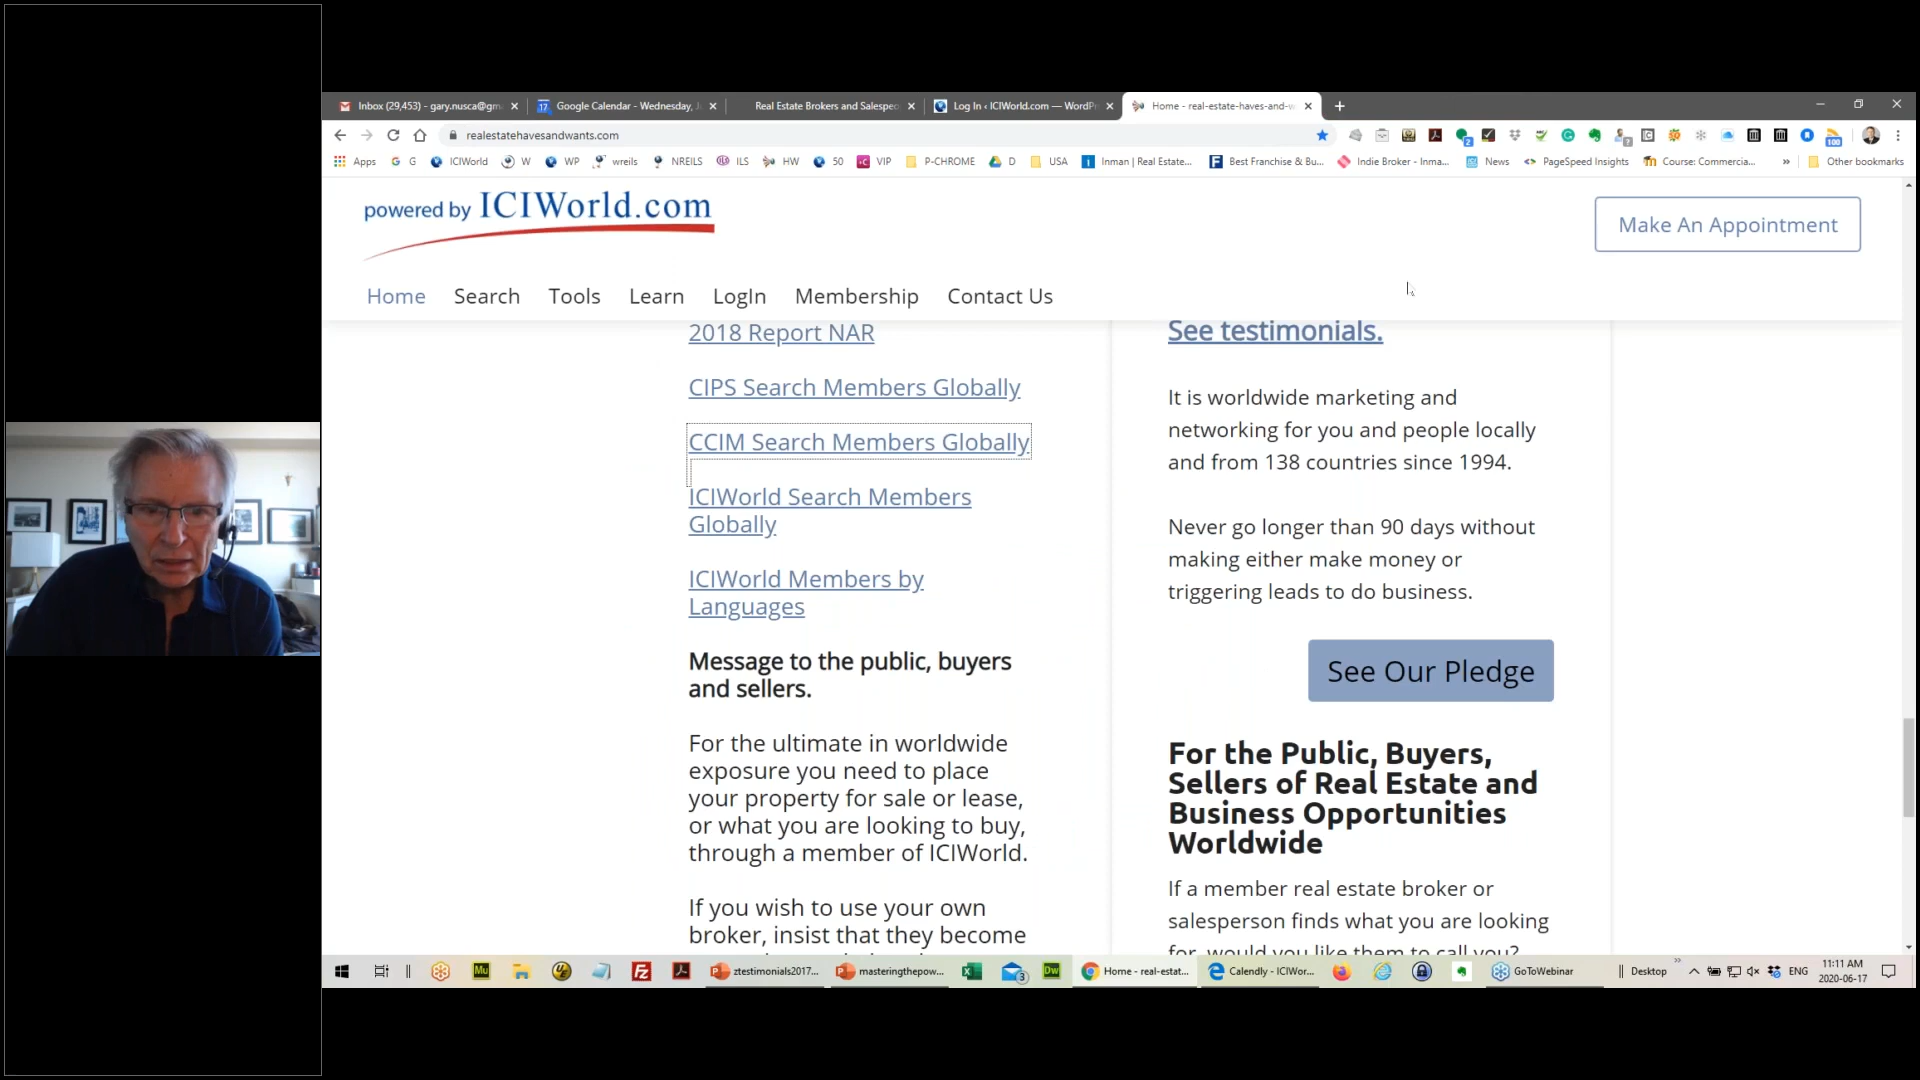 Inbox (29,453) - gary.nusca@gm
Google Calendar - Wednesday, J
Real Estate Brokers and Salespeo
Log In ‹ ICIWorld.com — WordPr
Home - real-estate-haves-and-w
realestatehavesandwants.com
Apps
G
ICIWorld
W
WP
wreils
NREILS
ILS
HW
50
VIP
P-CHROME
D
USA
Inman | Real Estate...
Best Franchise & Bu...
Indie Broker - Inma...
News
PageSpeed Insights
Course: Commercia...
»
Other bookmarks
powered by ICIWorld.com
Make An Appointment
Home
Search
Tools
Learn
LogIn
Membership
Contact Us
2018 Report NAR
CIPS Search Members Globally
CCIM Search Members Globally
ICIWorld Search Members
Globally
ICIWorld Members by
Languages
Message to the public, buyers
and sellers.
For the ultimate in worldwide
exposure you need to place
your property for sale or lease,
or what you are looking to buy,
through a member of ICIWorld.
If you wish to use your own
broker, insist that they become
See testimonials.
It is worldwide marketing and
networking for you and people locally
and from 138 countries since 1994.
Never go longer than 90 days without
making either make money or
triggering leads to do business.
See Our Pledge
For the Public, Buyers,
Sellers of Real Estate and
Business Opportunities
Worldwide
If a member real estate broker or
salesperson finds what you are looking
for, would you like them to call you?
ztestimonials2017...
masteringthepow...
Home - real-estat...
Calendly - ICIWor...
GoToWebinar
Desktop
ENG
11:11 AM
2020-06-17